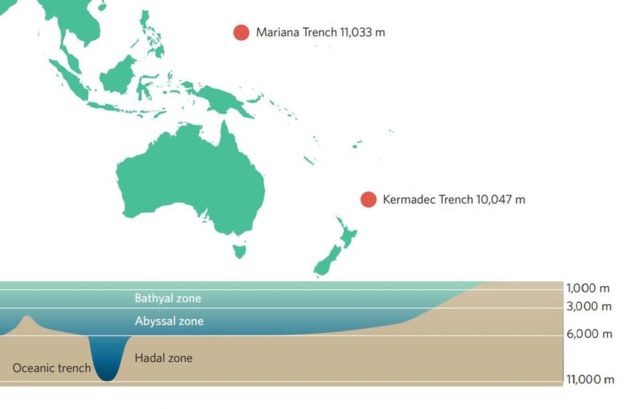 Mariana Trench 11,033 m
Kermadec Trench 10,047 m
1,000 m
Bathyal zone
3,000 m
Abyssal zone
6,000 m
Hadal zone
Oceanic trench
11,000 m